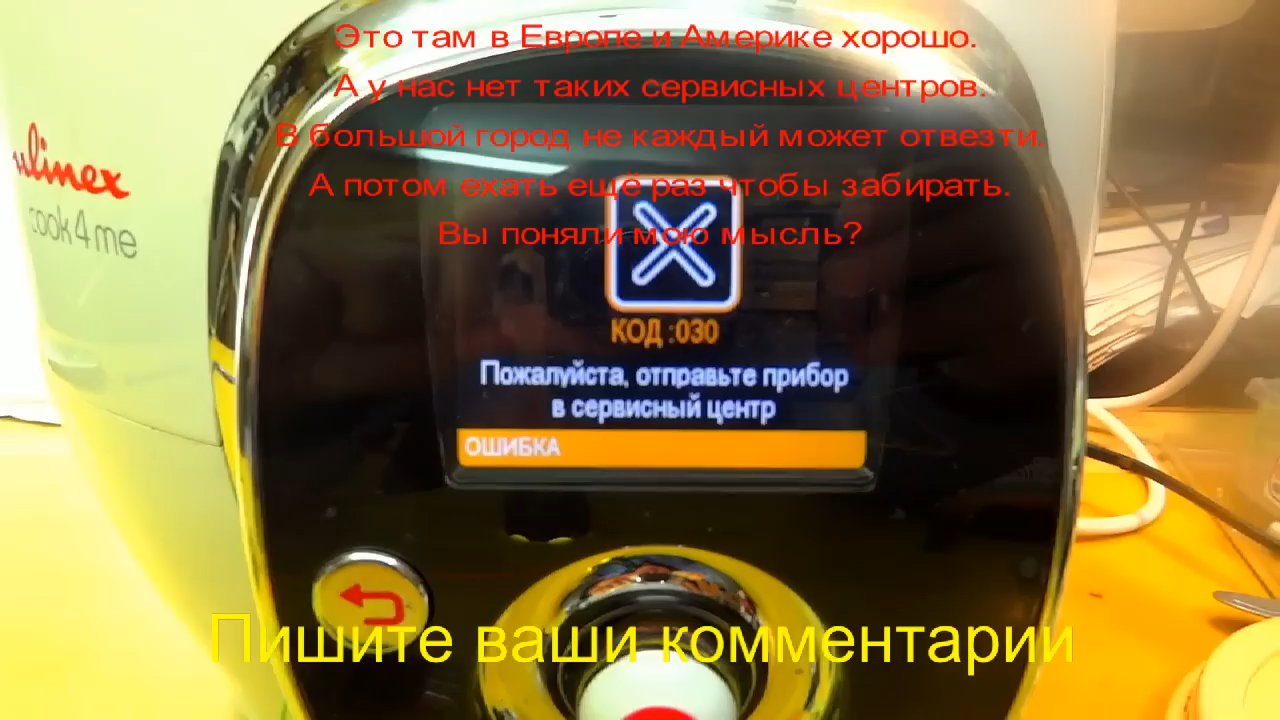 Это там в Европе и Америке хорошо.
А у нас нет таких сервисных центров.
В большой город не каждый может отвезти.
А потом ехать ещё раз чтобы забирать.
Вы поняли мою мысль?
ulinex
cook4me
КОД :030
Пожалуйста, отправьте прибор
в сервисный центр
ОШИБКА
Пишите ваши комментарии